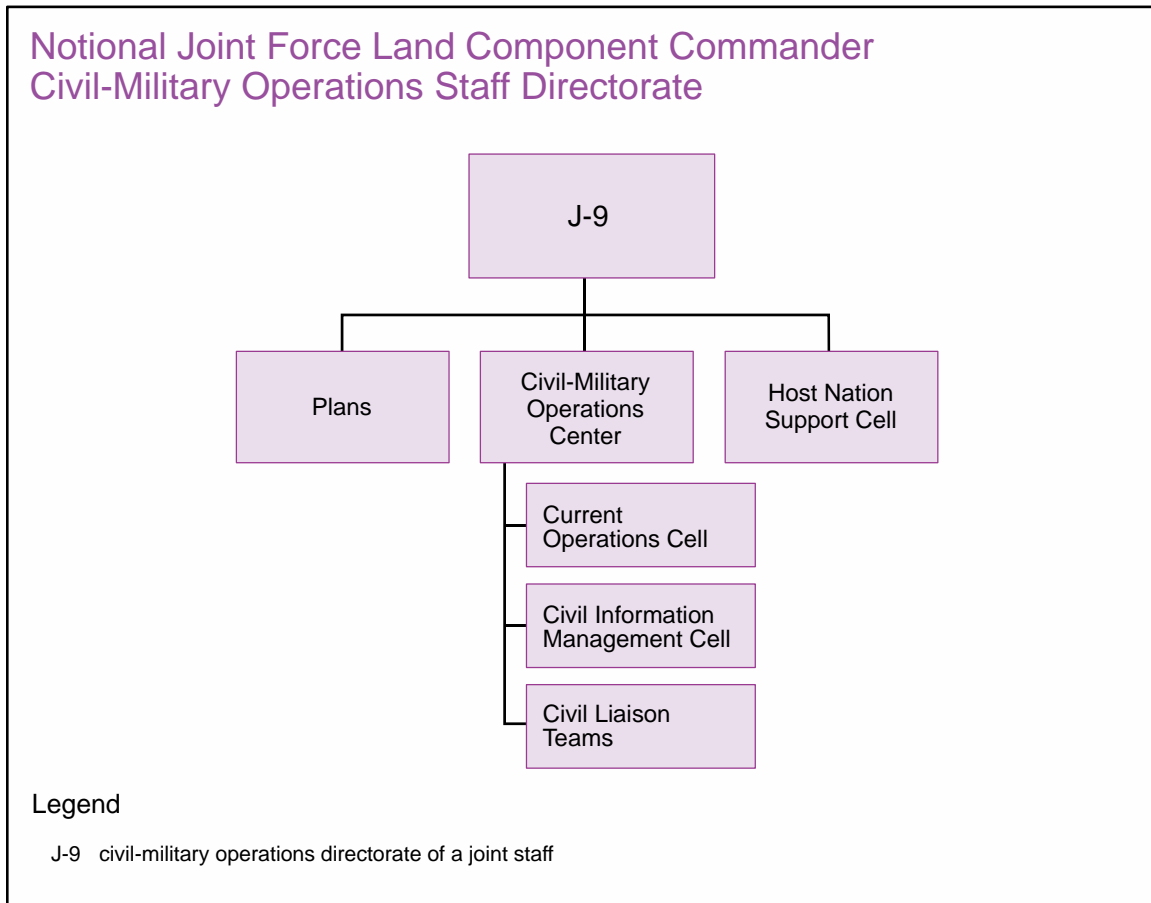 Notional Joint Force Land Component Commander
Civil-Military Operations Staff Directorate
J-9
Plans
Civil-Military
Operations
Center
Host Nation
Support Cell
Current
Operations Cell
Civil Information
Management Cell
Civil Liaison
Teams
Legend
J-9 civil-military operations directorate of a joint staff